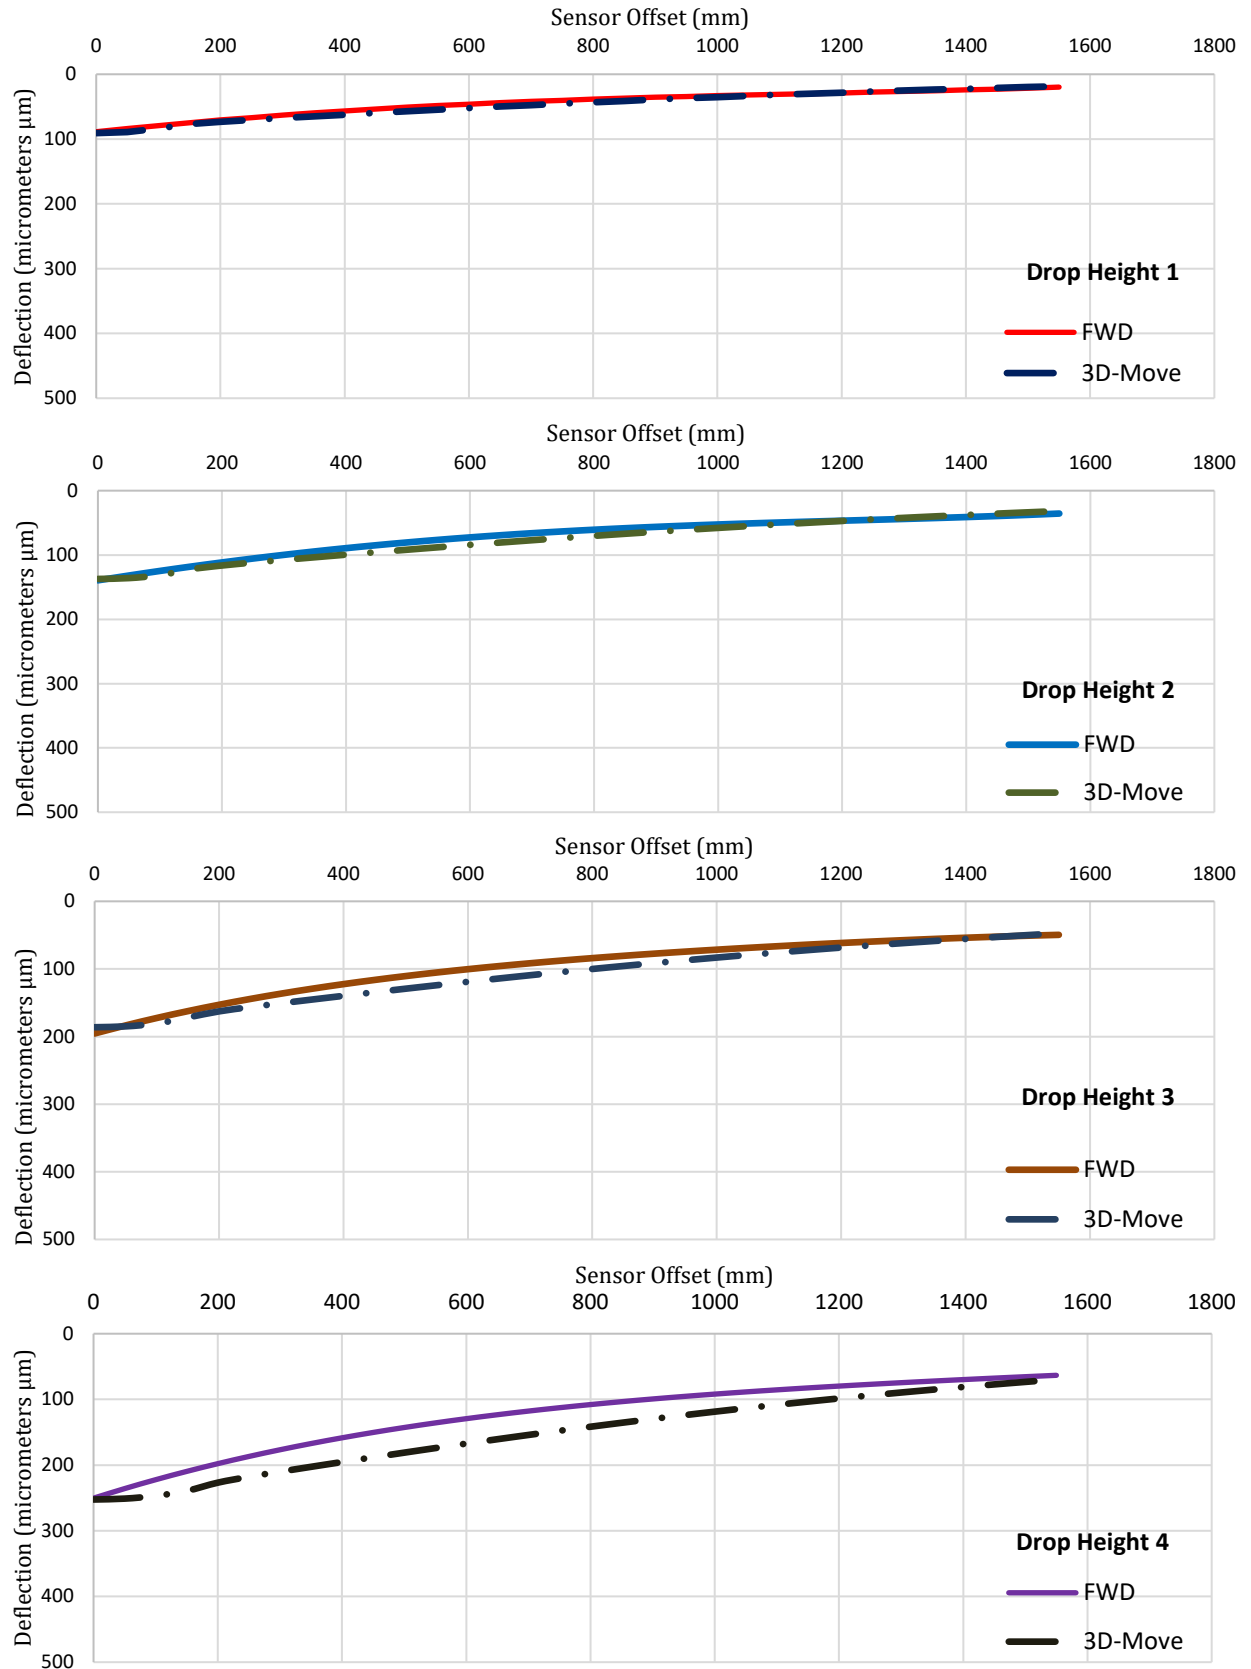 Sensor Offset (mm)
0 200 400 600 800 1000 1200 1400 1600 1800
0
100
200
300
400
500
Deflection (micrometers µm)
Drop Height 1
FWD
3D-Move
Sensor Offset (mm)
0 200 400 600 800 1000 1200 1400 1600 1800
0
100
200
300
400
500
Deflection (micrometers µm)
Drop Height 2
FWD
3D-Move
Sensor Offset (mm)
0 200 400 600 800 1000 1200 1400 1600 1800
0
100
200
300
400
500
Deflection (micrometers µm)
Drop Height 3
FWD
3D-Move
Sensor Offset (mm)
0 200 400 600 800 1000 1200 1400 1600 1800
0
100
200
300
400
500
Deflection (micrometers µm)
Drop Height 4
FWD
3D-Move